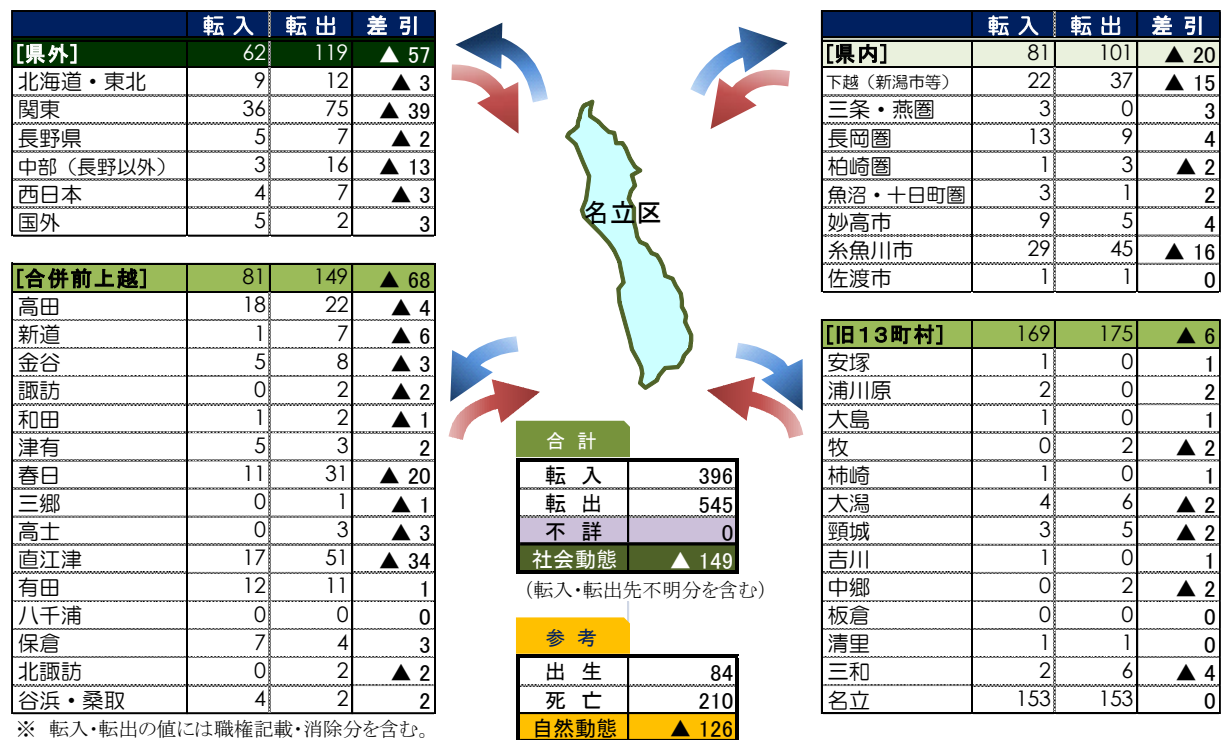 転 入 転 出 差 引
[県外] 62 119 ▲ 57
北海道・東北 9 12 ▲ 3
関東 36 75 ▲ 39
長野県 5 7 ▲ 2
中部（長野以外） 3 16 ▲ 13
西日本 4 7 ▲ 3
国外 5 2 3
[合併前上越] 81 149 ▲ 68
高田 18 22 ▲ 4
新道 1 7 ▲ 6
金谷 5 8 ▲ 3
諏訪 0 2 ▲ 2
和田 1 2 ▲ 1
津有 5 3 2
春日 11 31 ▲ 20
三郷 0 1 ▲ 1
高士 0 3 ▲ 3
直江津 17 51 ▲ 34
有田 12 11 1
八千浦 0 0 0
保倉 7 4 3
北諏訪 0 2 ▲ 2
谷浜・桑取 4 2 2
※ 転入・転出の値には職権記載・消除分を含む。
名立区
合 計
転 入 396
転 出 545
不 詳 0
社会動態 ▲ 149
（転入・転出先不明分を含む）
参 考
出 生 84
死 亡 210
自然動態 ▲ 126
転 入 転 出 差 引
[県内] 81 101 ▲ 20
下越（新潟市等） 22 37 ▲ 15
三条・燕圏 3 0 3
長岡圏 13 9 4
柏崎圏 1 3 ▲ 2
魚沼・十日町圏 3 1 2
妙高市 9 5 4
糸魚川市 29 45 ▲ 16
佐渡市 1 1 0
[旧13町村] 169 175 ▲ 6
安塚 1 0 1
浦川原 2 0 2
大島 1 0 1
牧 0 2 ▲ 2
柿崎 1 0 1
大潟 4 6 ▲ 2
頸城 3 5 ▲ 2
吉川 1 0 1
中郷 0 2 ▲ 2
板倉 0 0 0
清里 1 1 0
三和 2 6 ▲ 4
名立 153 153 0